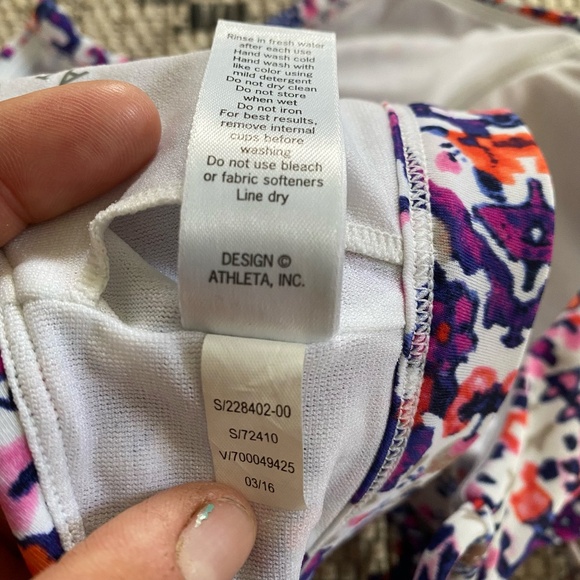 Rinse in fresh water
after each use
Hand wash cold
Hand wash with
like color using
mild detergent
Do not dry clean
Do not store
when wet
Do not iron
For best results,
remove internal
cups before
washing
Do not use bleach
or fabric softeners
Line dry
DESIGN ©
ATHLETA, INC.
S/228402-00
S/72410
V/700049425
03/16